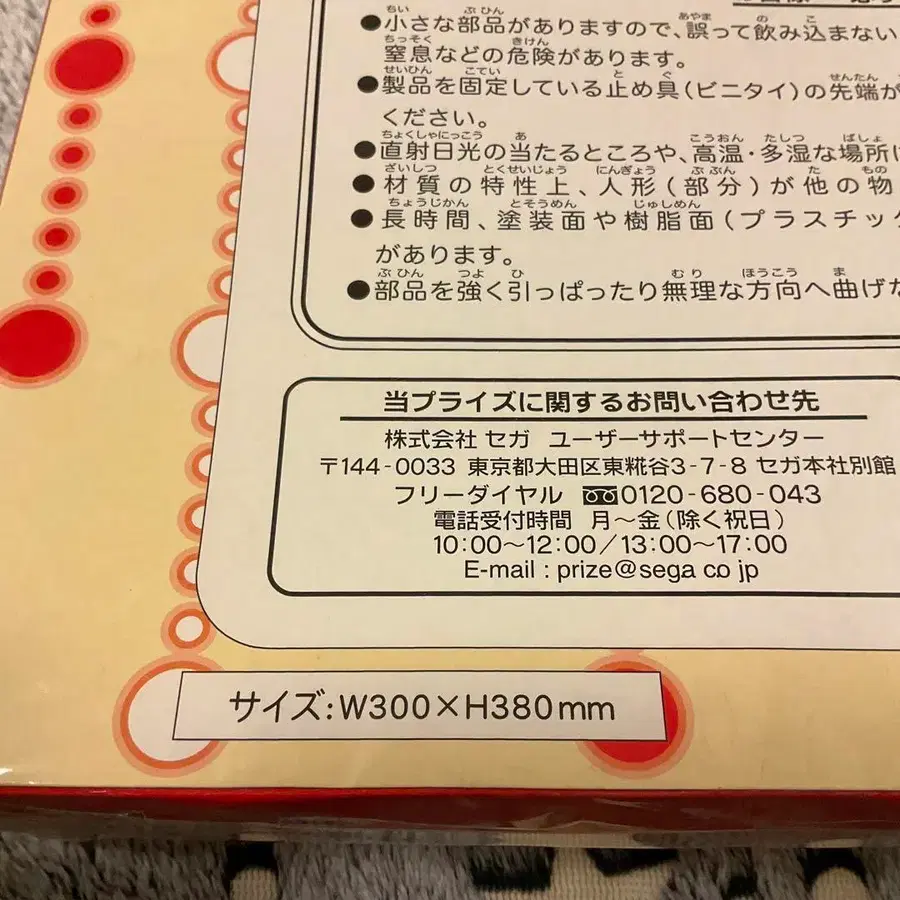 ●小さな部品がありますので、誤って飲み込まない
窒息などの危険があります。
●製品を固定している止め具(ビニタイ)の先端が
ください。
●直射日光の当たるところや、高温・多湿な場所に
●材質の特性上、人形(部分)が他の物
●長時間、塗装面や樹脂面(プラスチック
があります。
●部品を強く引っぱったり無理な方向へ曲げな
当プライズに関するお問い合わせ先
株式会社 セガ ユーザーサポートセンター
〒144-0033 東京都大田区東糀谷3-7-8 セガ本社別館
フリーダイヤル 0120-680-043
電話受付時間 月～金(除く祝日)
10:00～12:00/13:00～17:00
E-mail : prize@sega co jp
サイズ:W300×H380mm